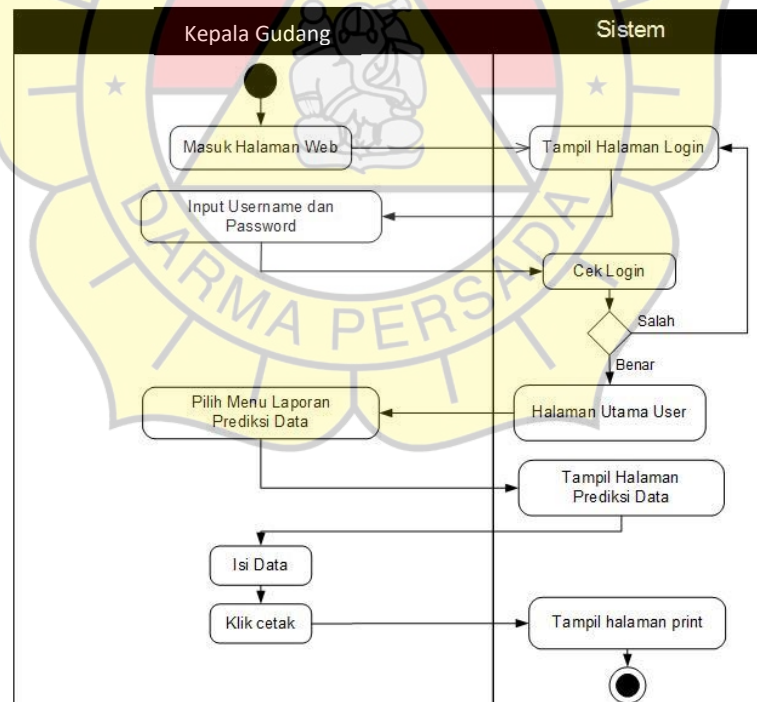 Kepala Gudang
Sistem
Masuk Halaman Web
Tampil Halaman Login
Input Username dan
Password
Cek Login
Salah
Benar
Pilih Menu Laporan
Prediksi Data
Halaman Utama User
Tampil Halaman
Prediksi Data
Isi Data
Klik cetak
Tampil halaman print
DARMA PERSADA